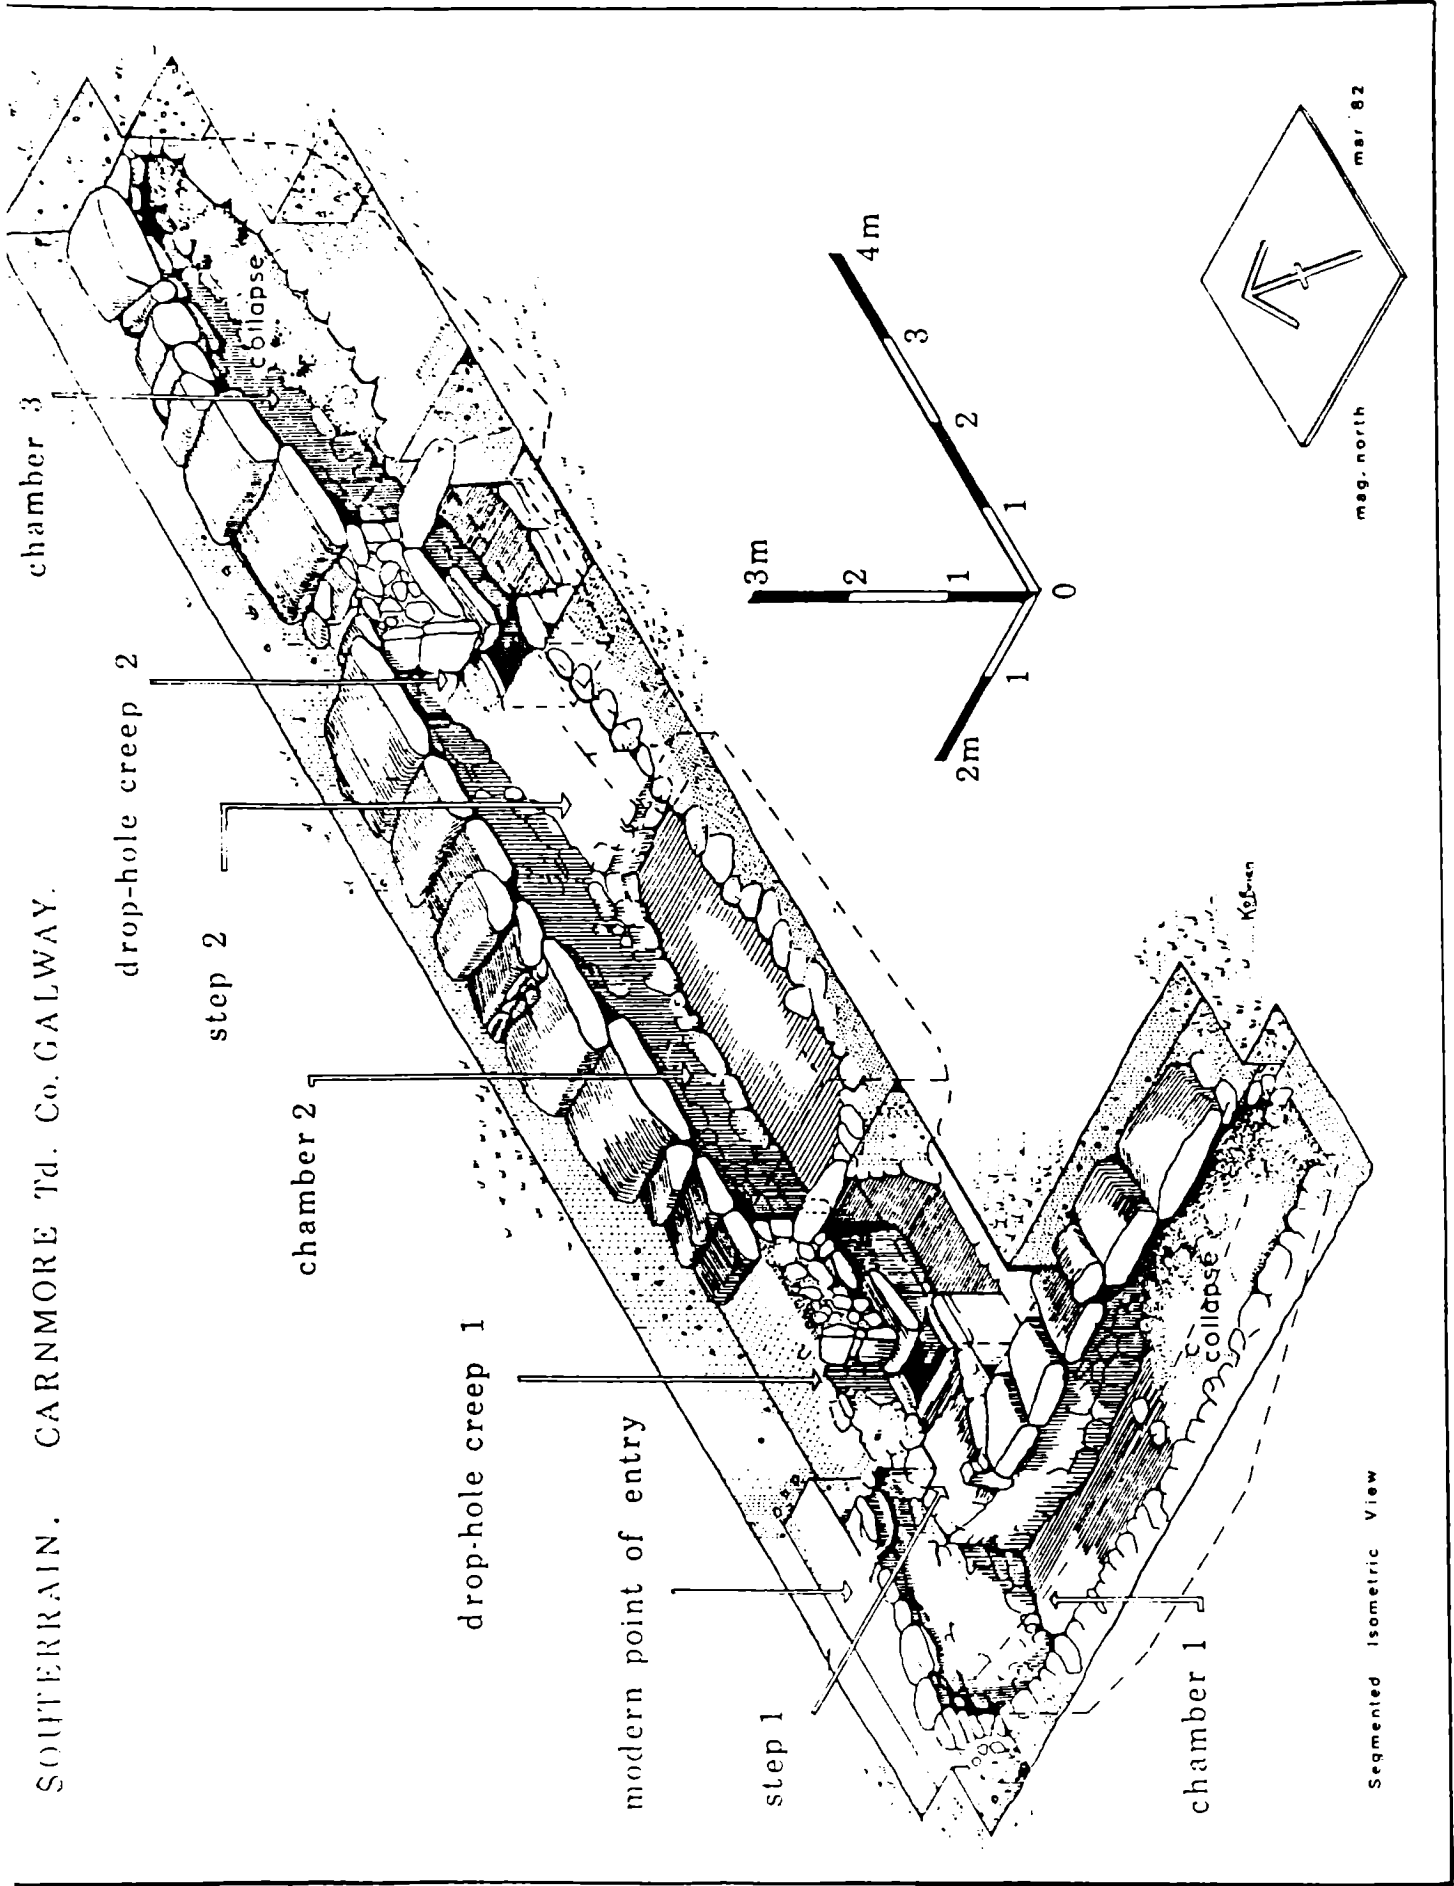 SOUTERRAIN. CARNMORE Td. Co. GALWAY.
chamber 3
drop-hole creep 2
step 2
chamber 2
drop-hole creep 1
modern point of entry
step 1
chamber 1
collapse
collapse
3m
2
1
0
1
2m
1
2
3
4m
KO'Brien
Segmented Isometric View
mag. north
mar '82